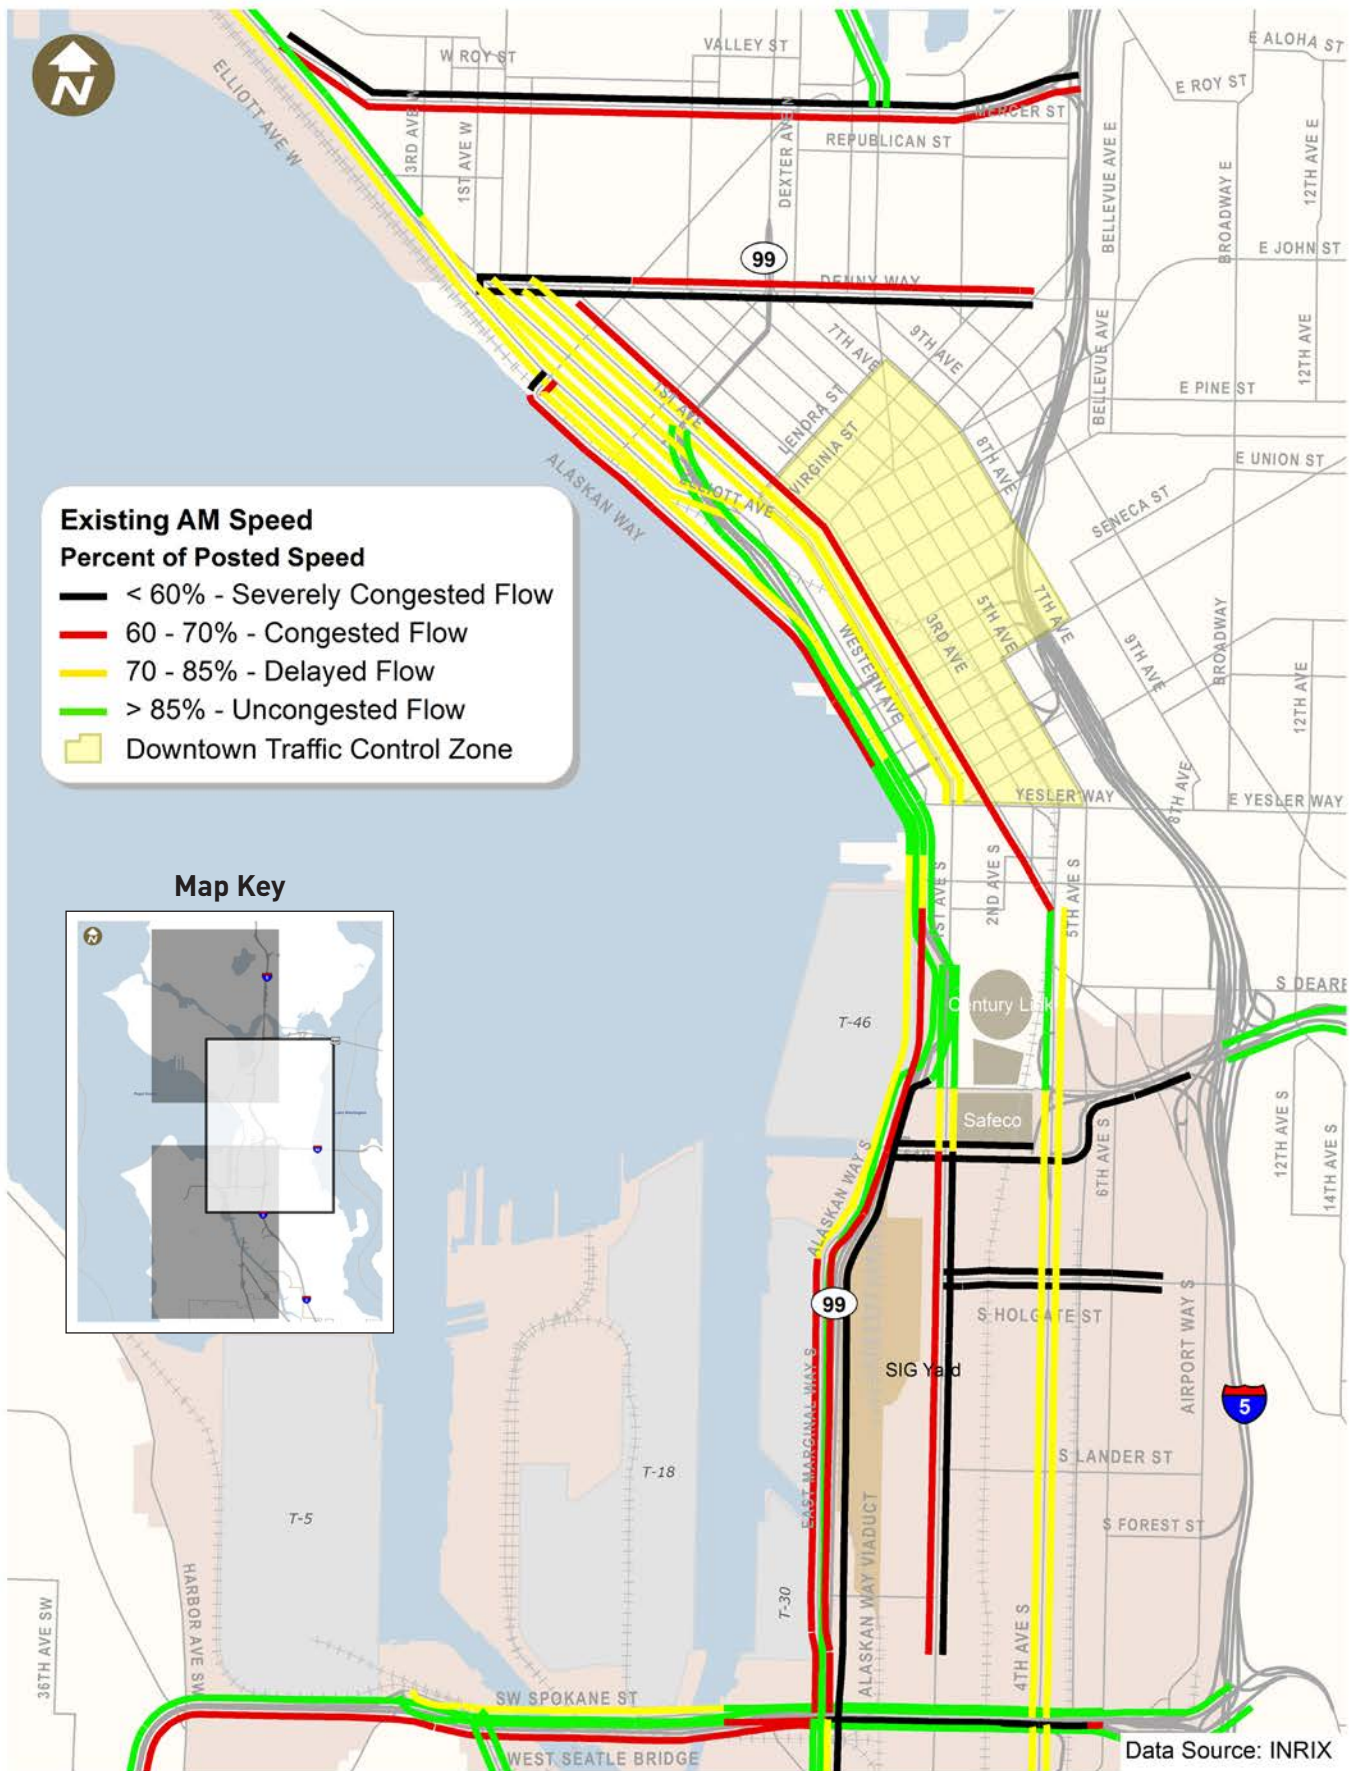 N
ELLIOTT AVE W
W ROY ST
VALLEY ST
E ALOHA ST
E ROY ST
3RD AVE W
1ST AVE W
DEXTER AVE N
MERCER ST
REPUBLICAN ST
BELLEVUE AVE E
BROADWAY E
12TH AVE E
E JOHN ST
99
DENNY WAY
7TH AVE
9TH AVE
BELLEVUE AVE
12TH AVE
E PINE ST
1ST AVE
LENORA ST
VIRGINIA ST
8TH AVE
E UNION ST
SENECA ST
ALASKAN WAY
ELLIOTT AVE
Existing AM Speed
Percent of Posted Speed
< 60% - Severely Congested Flow
60 - 70% - Congested Flow
70 - 85% - Delayed Flow
> 85% - Uncongested Flow
Downtown Traffic Control Zone
WESTERN AVE
3RD AVE
5TH AVE
7TH AVE
9TH AVE
BROADWAY
12TH AVE
8TH AVE
YESLER WAY
E YESLER WAY
Map Key
N
1ST AVE S
2ND AVE S
5TH AVE S
S DEARB
Century Link
T-46
Safeco
ALASKAN WAY S
6TH AVE S
12TH AVE S
14TH AVE S
99
S HOLGATE ST
AIRPORT WAY S
SIG Yard
5
EAST MARGINAL WAY S
S LANDER ST
T-18
T-5
S FOREST ST
ALASKAN WAY VIADUCT
T-30
HARBOR AVE SW
36TH AVE SW
4TH AVE S
SW SPOKANE ST
WEST SEATLE BRIDGE
Data Source: INRIX